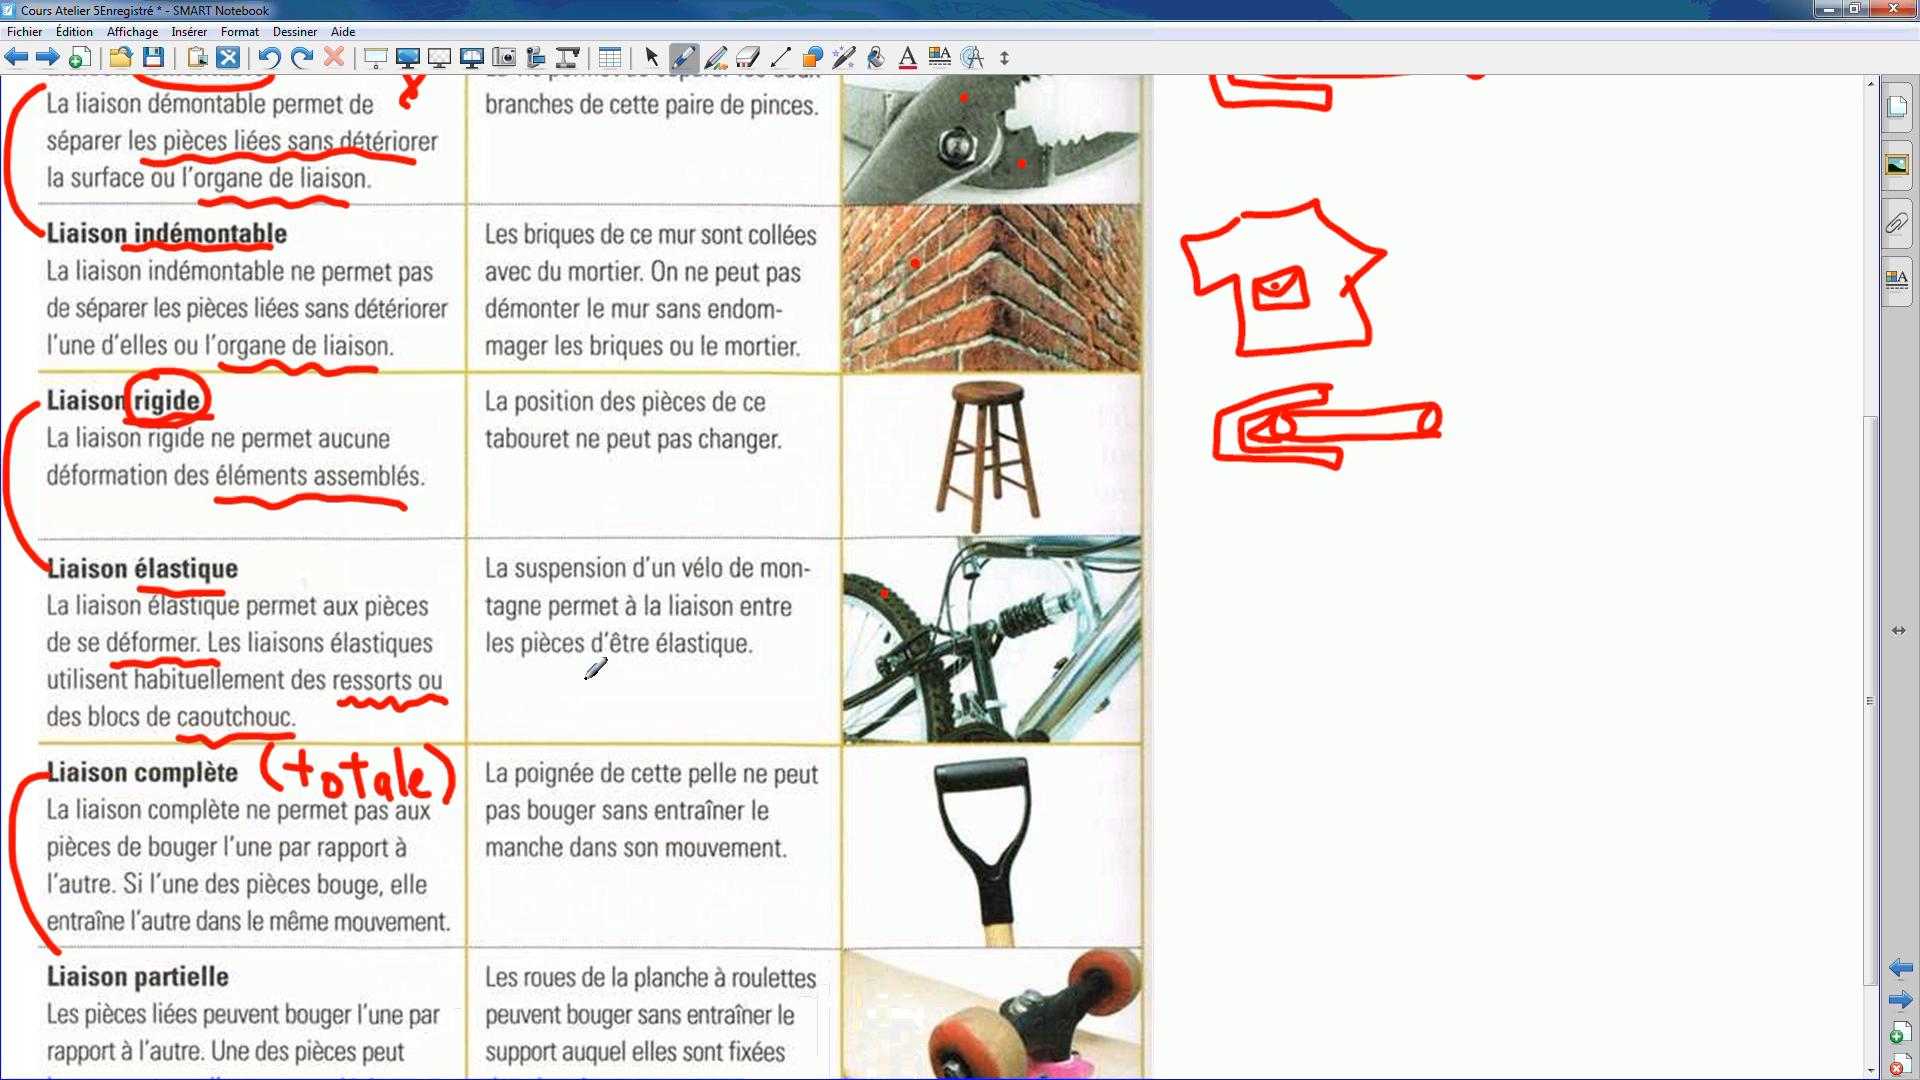 Cours Atelier 5Enregistré * - SMART Notebook
Fichier Édition Affichage Insérer Format Dessiner Aide
La liaison démontable permet de
séparer les pièces liées sans détériorer
la surface ou l'organe de liaison.
branches de cette paire de pinces.
Liaison indémontable
La liaison indémontable ne permet pas
de séparer les pièces liées sans détériorer
l'une d'elles ou l'organe de liaison.
Les briques de ce mur sont collées
avec du mortier. On ne peut pas
démonter le mur sans endom-
mager les briques ou le mortier.
Liaison rigide
La liaison rigide ne permet aucune
déformation des éléments assemblés.
La position des pièces de ce
tabouret ne peut pas changer.
Liaison élastique
La liaison élastique permet aux pièces
de se déformer. Les liaisons élastiques
utilisent habituellement des ressorts ou
des blocs de caoutchouc.
La suspension d'un vélo de mon-
tagne permet à la liaison entre
les pièces d'être élastique.
Liaison complète (totale)
La liaison complète ne permet pas aux
pièces de bouger l'une par rapport à
l'autre. Si l'une des pièces bouge, elle
entraîne l'autre dans le même mouvement.
La poignée de cette pelle ne peut
pas bouger sans entraîner le
manche dans son mouvement.
Liaison partielle
Les pièces liées peuvent bouger l'une par
rapport à l'autre. Une des pièces peut
Les roues de la planche à roulettes
peuvent bouger sans entraîner le
support auquel elles sont fixées